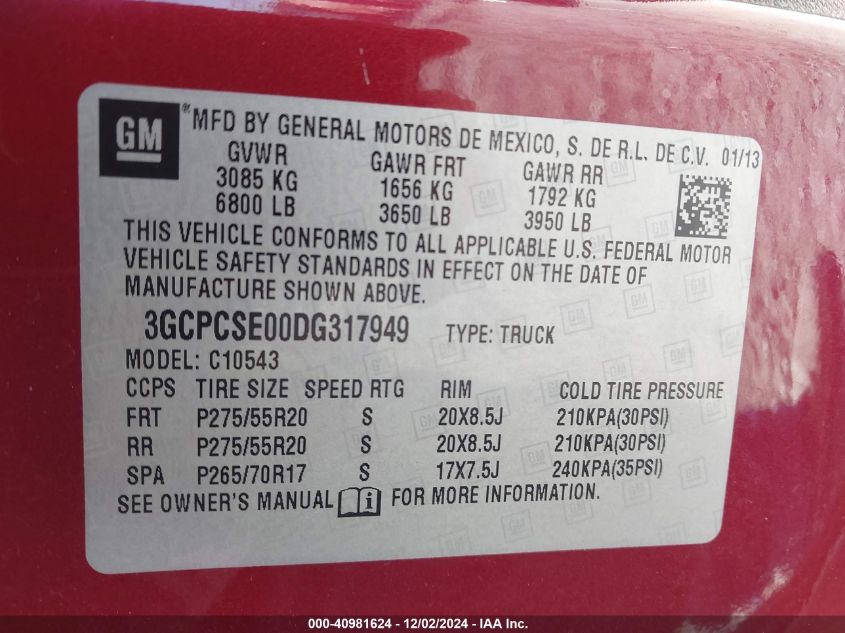 GM
*MFD BY GENERAL MOTORS DE MEXICO, S. DE R.L. DE C.V. 01/13
GVWR GAWR FRT GAWR RR
3085 KG 1656 KG 1792 KG
6800 LB 3650 LB 3950 LB
THIS VEHICLE CONFORMS TO ALL APPLICABLE U.S. FEDERAL MOTOR
VEHICLE SAFETY STANDARDS IN EFFECT ON THE DATE OF
MANUFACTURE SHOWN ABOVE.
3GCPCSE00DG317949 TYPE: TRUCK
MODEL: C10543
CCPS TIRE SIZE SPEED RTG RIM COLD TIRE PRESSURE
FRT P275/55R20 S 20X8.5J 210KPA(30PSI)
RR P275/55R20 S 20X8.5J 210KPA(30PSI)
SPA P265/70R17 S 17X7.5J 240KPA(35PSI)
SEE OWNER'S MANUAL i FOR MORE INFORMATION.
000-40981624 - 12/02/2024 - IAA Inc.